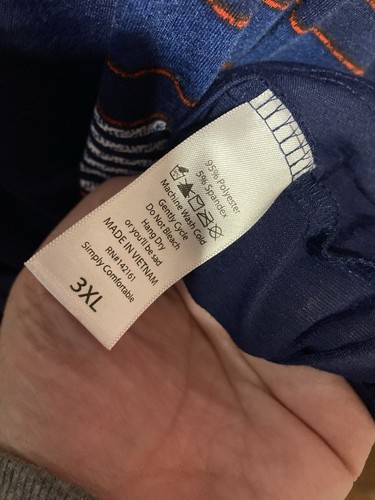 95% Polyester
5% Spandex
Machine Wash Cold
Gently Cycle
Do Not Bleach
Hang Dry
or you'll be sad
MADE IN VIETNAM
RN#142161
Simply Comfortable
3XL